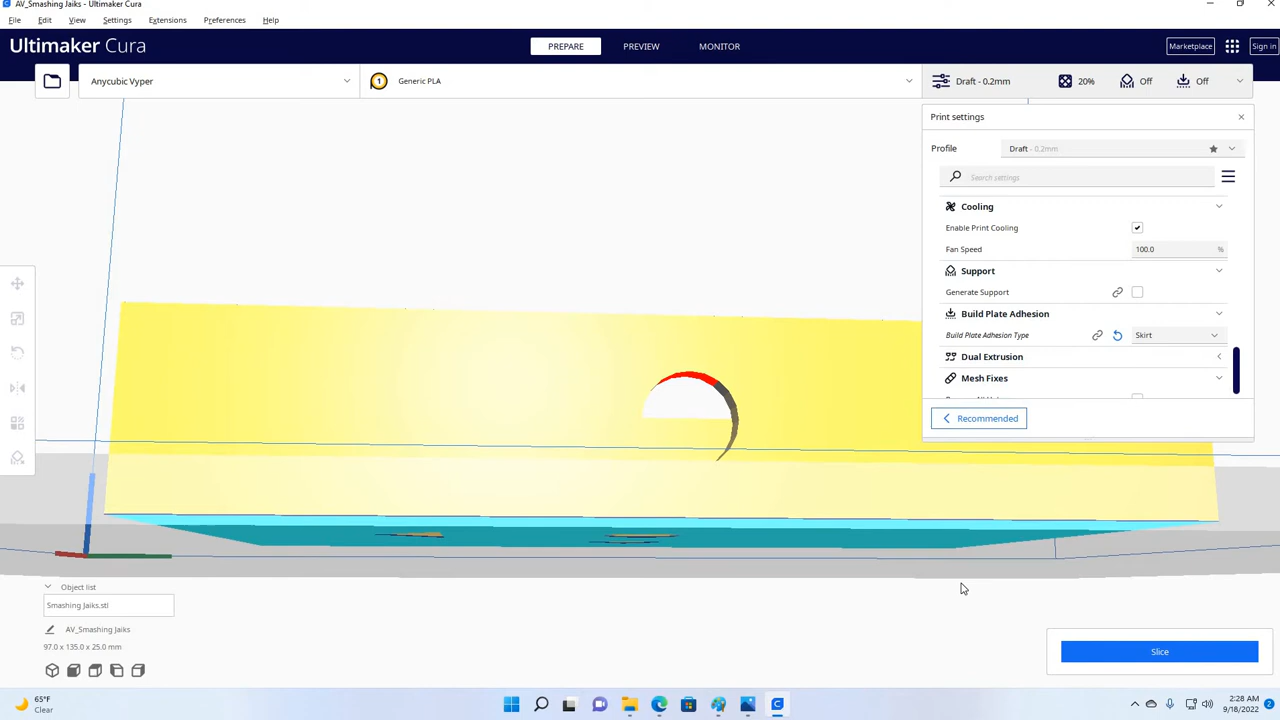 AV_Smashing Jaiks - Ultimaker Cura
File Edit View Settings Extensions Preferences Help
Ultimaker Cura PREPARE PREVIEW MONITOR Marketplace Sign in
Anycubic Vyper 1 Generic PLA Draft - 0.2mm 20% Off Off
Print settings
Profile Draft - 0.2mm
Search settings
Cooling
Enable Print Cooling
Fan Speed 100.0 %
Support
Generate Support
Build Plate Adhesion
Build Plate Adhesion Type Skirt
Dual Extrusion
Mesh Fixes
Recommended
Object list
Smashing Jaiks.stl
AV_Smashing Jaiks
97.0 x 135.0 x 25.0 mm
Slice
65°F
Clear
2:28 AM
9/18/2022
2